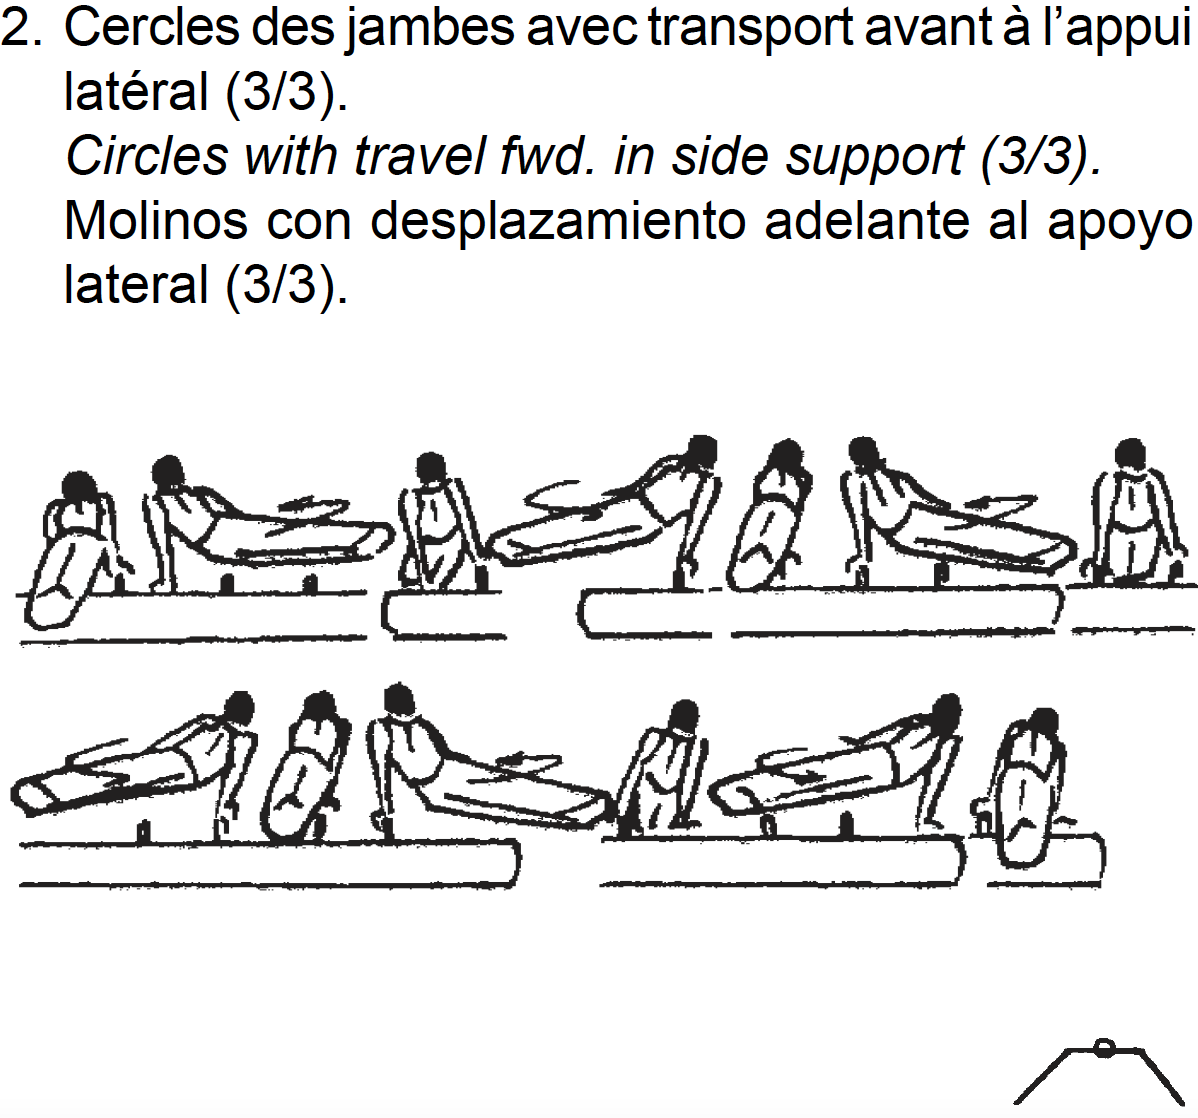 2. Cercles des jambes avec transport avant à l'appui
latéral (3/3).
Circles with travel fwd. in side support (3/3).
Molinos con desplazamiento adelante al apoyo
lateral (3/3).